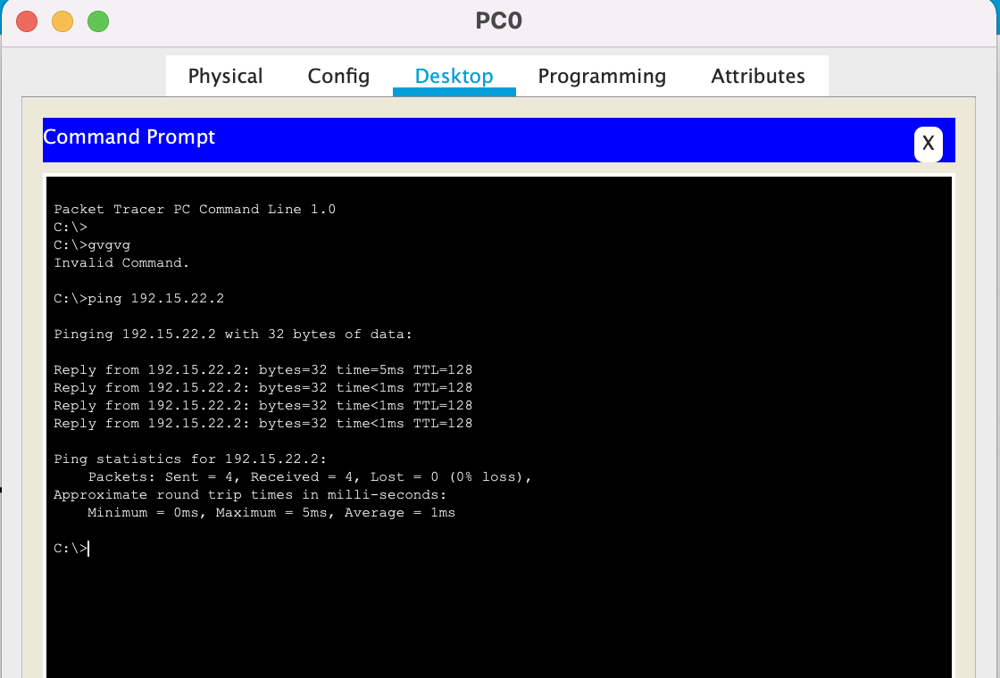 PC0
Physical Config Desktop Programming Attributes
Command Prompt
X
Packet Tracer PC Command Line 1.0
C:\>
C:\>gvgvg
Invalid Command.
C:\>ping 192.15.22.2
Pinging 192.15.22.2 with 32 bytes of data:
Reply from 192.15.22.2: bytes=32 time=5ms TTL=128
Reply from 192.15.22.2: bytes=32 time<1ms TTL=128
Reply from 192.15.22.2: bytes=32 time<1ms TTL=128
Reply from 192.15.22.2: bytes=32 time<1ms TTL=128
Ping statistics for 192.15.22.2:
    Packets: Sent = 4, Received = 4, Lost = 0 (0% loss),
Approximate round trip times in milli-seconds:
    Minimum = 0ms, Maximum = 5ms, Average = 1ms
C:\>